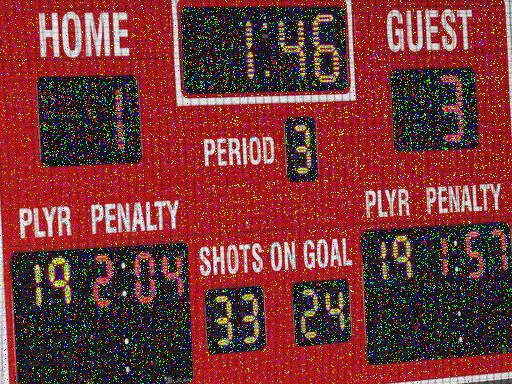 HOME 1:46 GUEST
1 3
PERIOD 3
PLYR PENALTY PLYR PENALTY
SHOTS ON GOAL
19 2:04 19 1:57
33 24